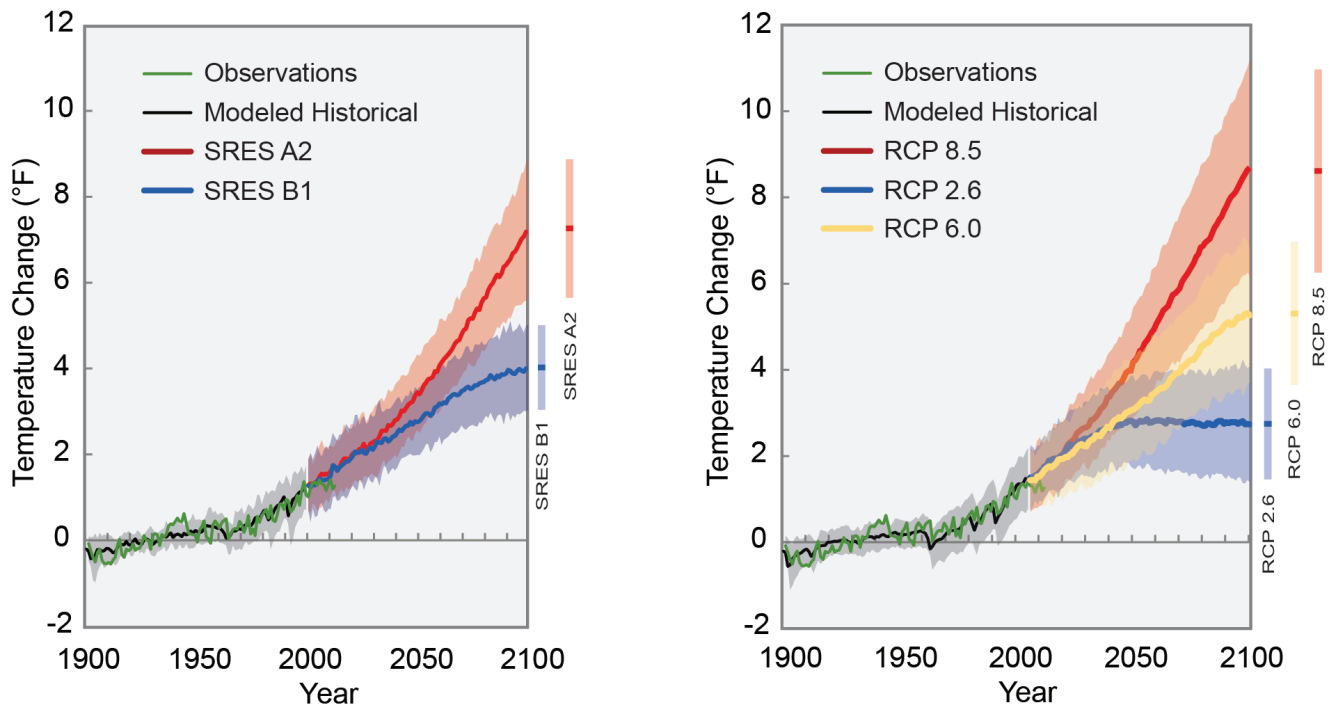 Temperature Change (°F)
12
10
8
6
4
2
0
-2
Observations
Modeled Historical
SRES A2
SRES B1
1900
1950
2000
2050
2100
Year
SRES B1
SRES A2
Temperature Change (°F)
12
10
8
6
4
2
0
-2
Observations
Modeled Historical
RCP 8.5
RCP 2.6
RCP 6.0
1900
1950
2000
2050
2100
Year
RCP 2.6
RCP 6.0
RCP 8.5